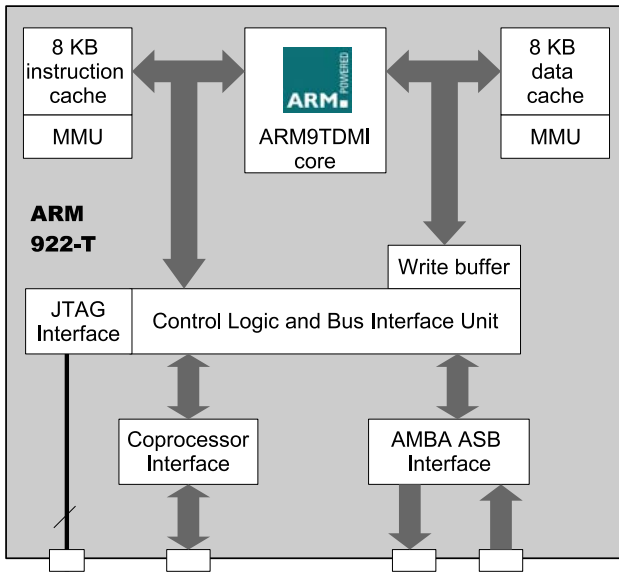 8 KB
instruction
cache
MMU
ARM
POWERED
ARM9TDMI
core
8 KB
data
cache
MMU
ARM
922-T
Write buffer
JTAG
Interface
Control Logic and Bus Interface Unit
Coprocessor
Interface
AMBA ASB
Interface